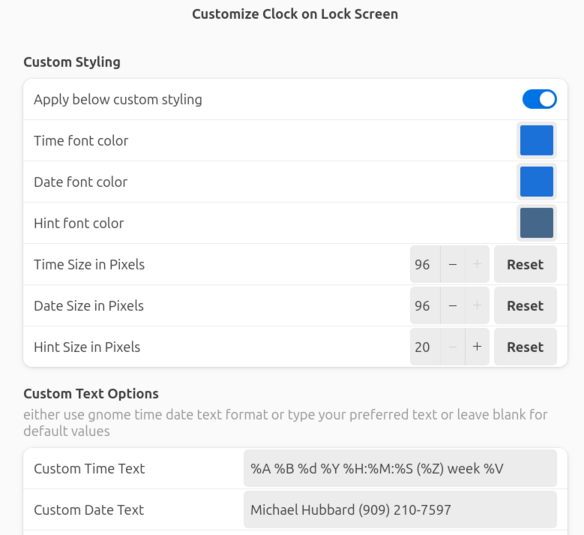 Customize Clock on Lock Screen
Custom Styling
Apply below custom styling
Time font color
Date font color
Hint font color
Time Size in Pixels 96 − + Reset
Date Size in Pixels 96 − + Reset
Hint Size in Pixels 20 − + Reset
Custom Text Options
either use gnome time date text format or type your preferred text or leave blank for
default values
Custom Time Text %A %B %d %Y %H:%M:%S (%Z) week %V
Custom Date Text Michael Hubbard (909) 210-7597